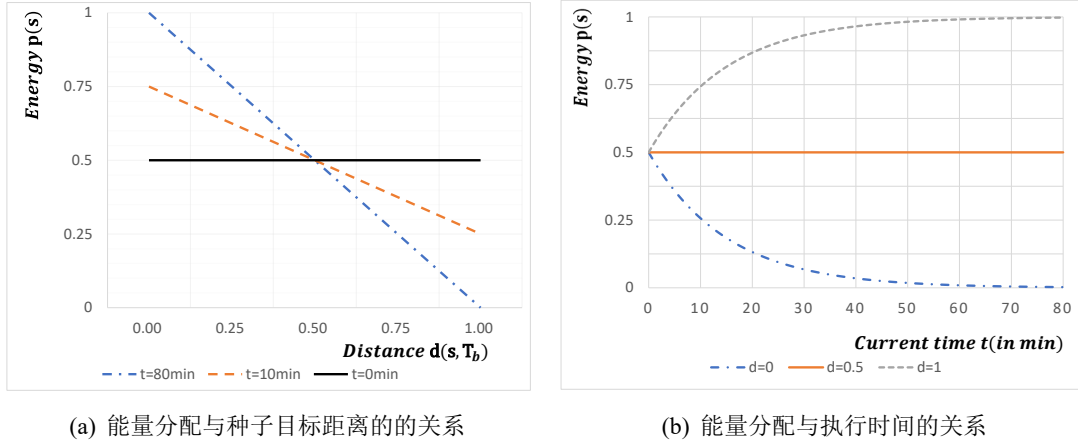 Energy p(s)
1
0.75
0.5
0.25
0
0.00 0.25 0.50 0.75 1.00
Distance d(s, T_b)
t=80min t=10min t=0min
(a) 能量分配与种子目标距离的的关系
Energy p(s)
1
0.75
0.5
0.25
0
0 10 20 30 40 50 60 70 80
Current time t(in min)
d=0 d=0.5 d=1
(b) 能量分配与执行时间的关系